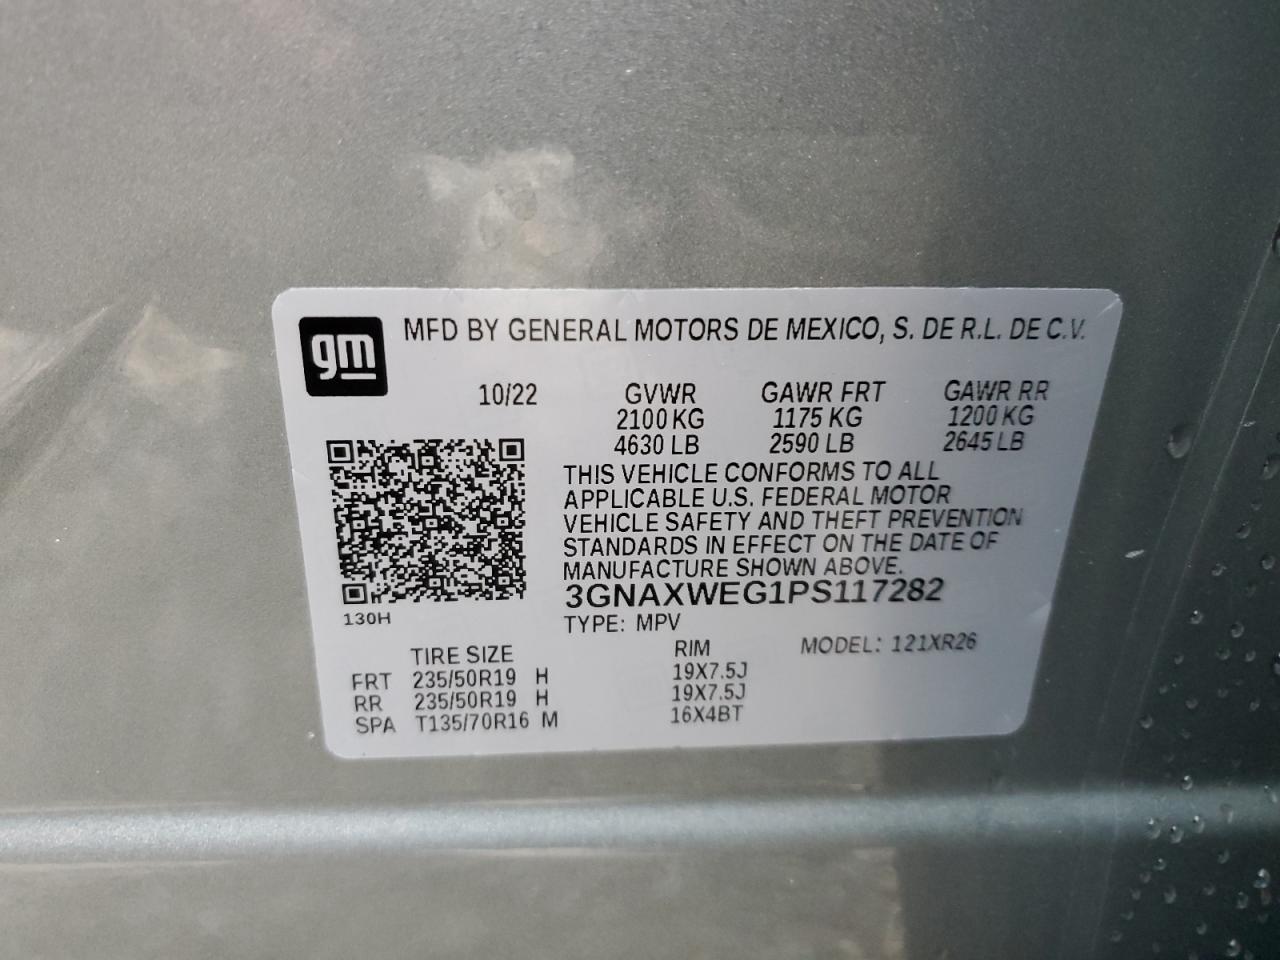 gm
MFD BY GENERAL MOTORS DE MEXICO, S. DE R.L. DE C.V.
10/22 GVWR GAWR FRT GAWR RR
2100 KG 1175 KG 1200 KG
4630 LB 2590 LB 2645 LB
THIS VEHICLE CONFORMS TO ALL
APPLICABLE U.S. FEDERAL MOTOR
VEHICLE SAFETY AND THEFT PREVENTION
STANDARDS IN EFFECT ON THE DATE OF
MANUFACTURE SHOWN ABOVE.
3GNAXWEG1PS117282
130H
TYPE: MPV
TIRE SIZE RIM MODEL: 121XR26
FRT 235/50R19 H 19X7.5J
RR 235/50R19 H 19X7.5J
SPA T135/70R16 M 16X4BT